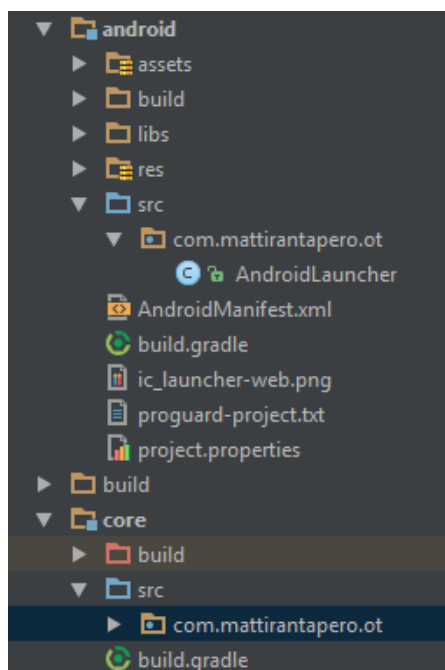 android
assets
build
libs
res
src
com.mattirantapero.ot
AndroidLauncher
AndroidManifest.xml
build.gradle
ic_launcher-web.png
proguard-project.txt
project.properties
build
core
build
src
com.mattirantapero.ot
build.gradle